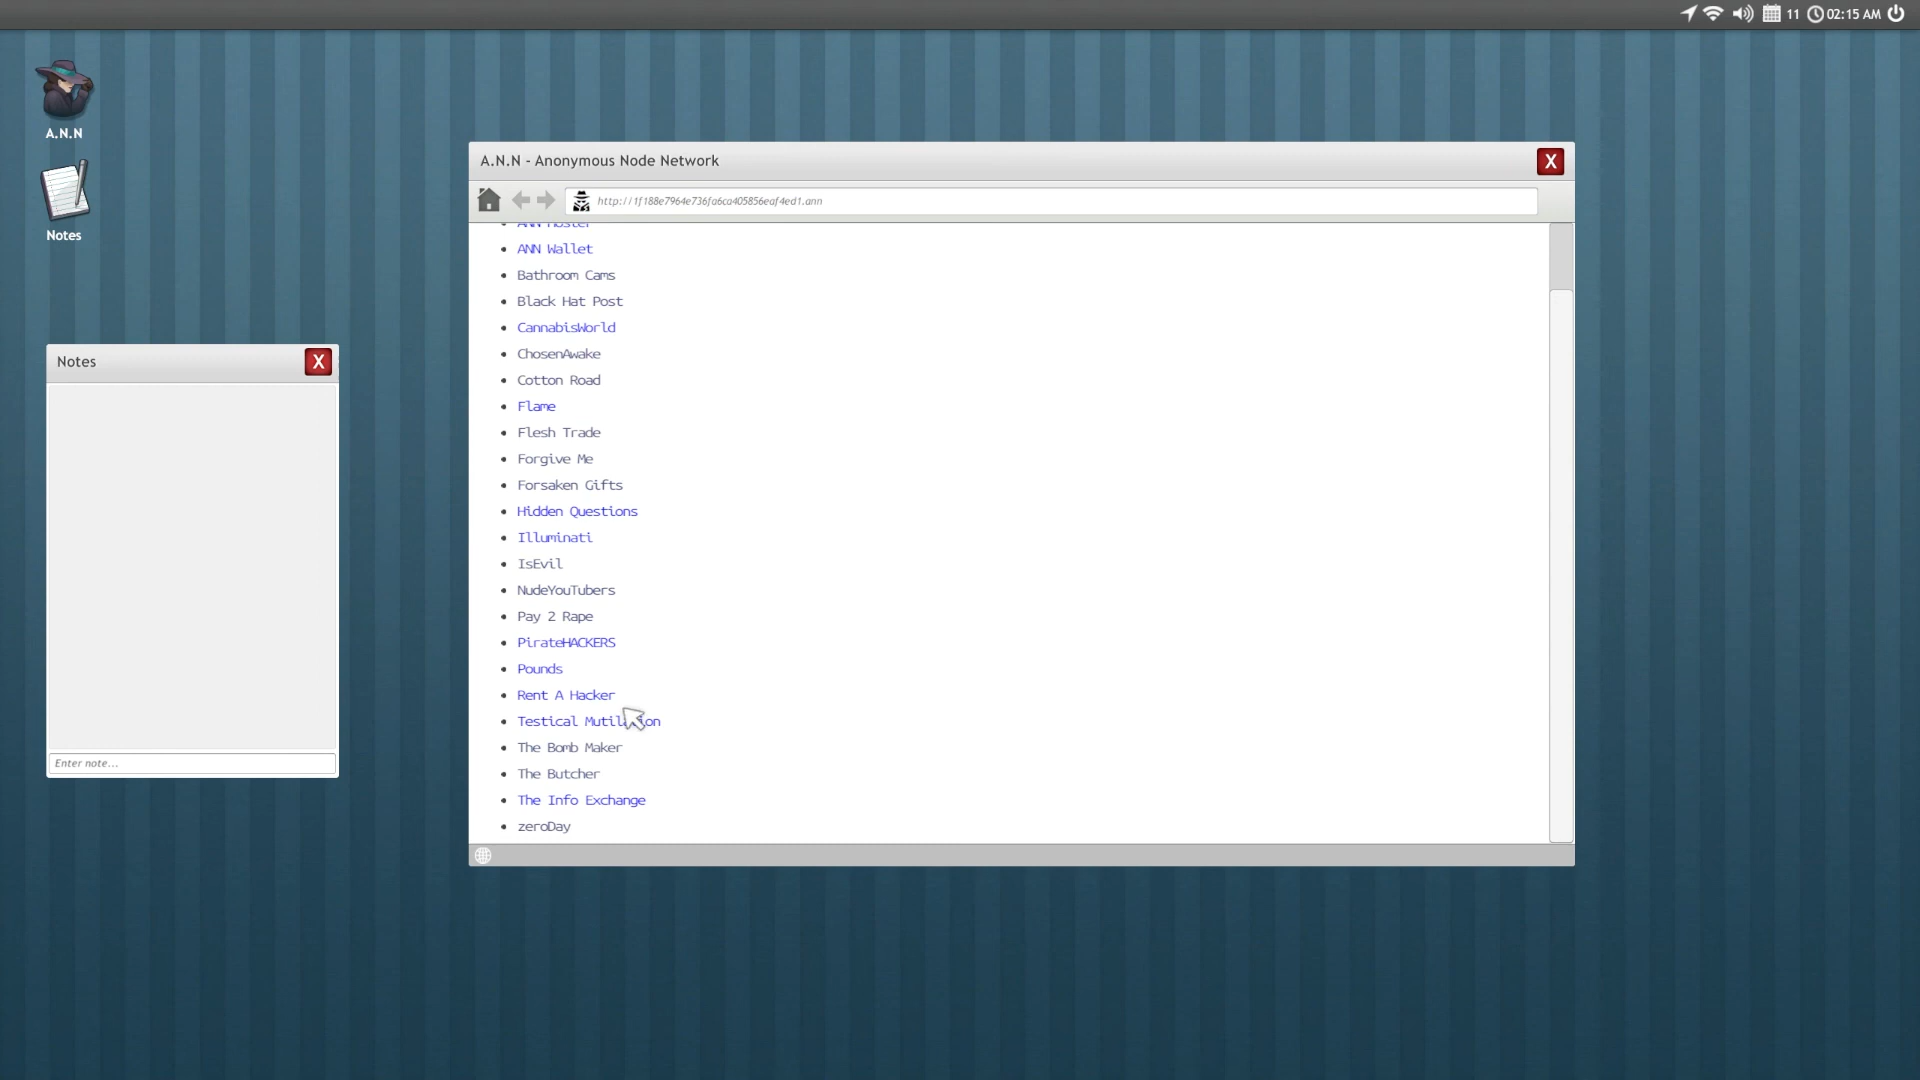 11 02:15 AM
A.N.N
Notes
A.N.N - Anonymous Node Network
X
http://1f188e7964e736fa6ca405856eaf4ed1.ann
ANN Wallet
Bathroom Cams
Black Hat Post
CannabisWorld
ChosenAwake
Cotton Road
Flame
Flesh Trade
Forgive Me
Forsaken Gifts
Hidden Questions
Illuminati
IsEvil
NudeYouTubers
Pay 2 Rape
PirateHACKERS
Pounds
Rent A Hacker
Testical
The Bomb Maker
The Butcher
The Info Exchange
zeroDay
Notes
X
Enter note...